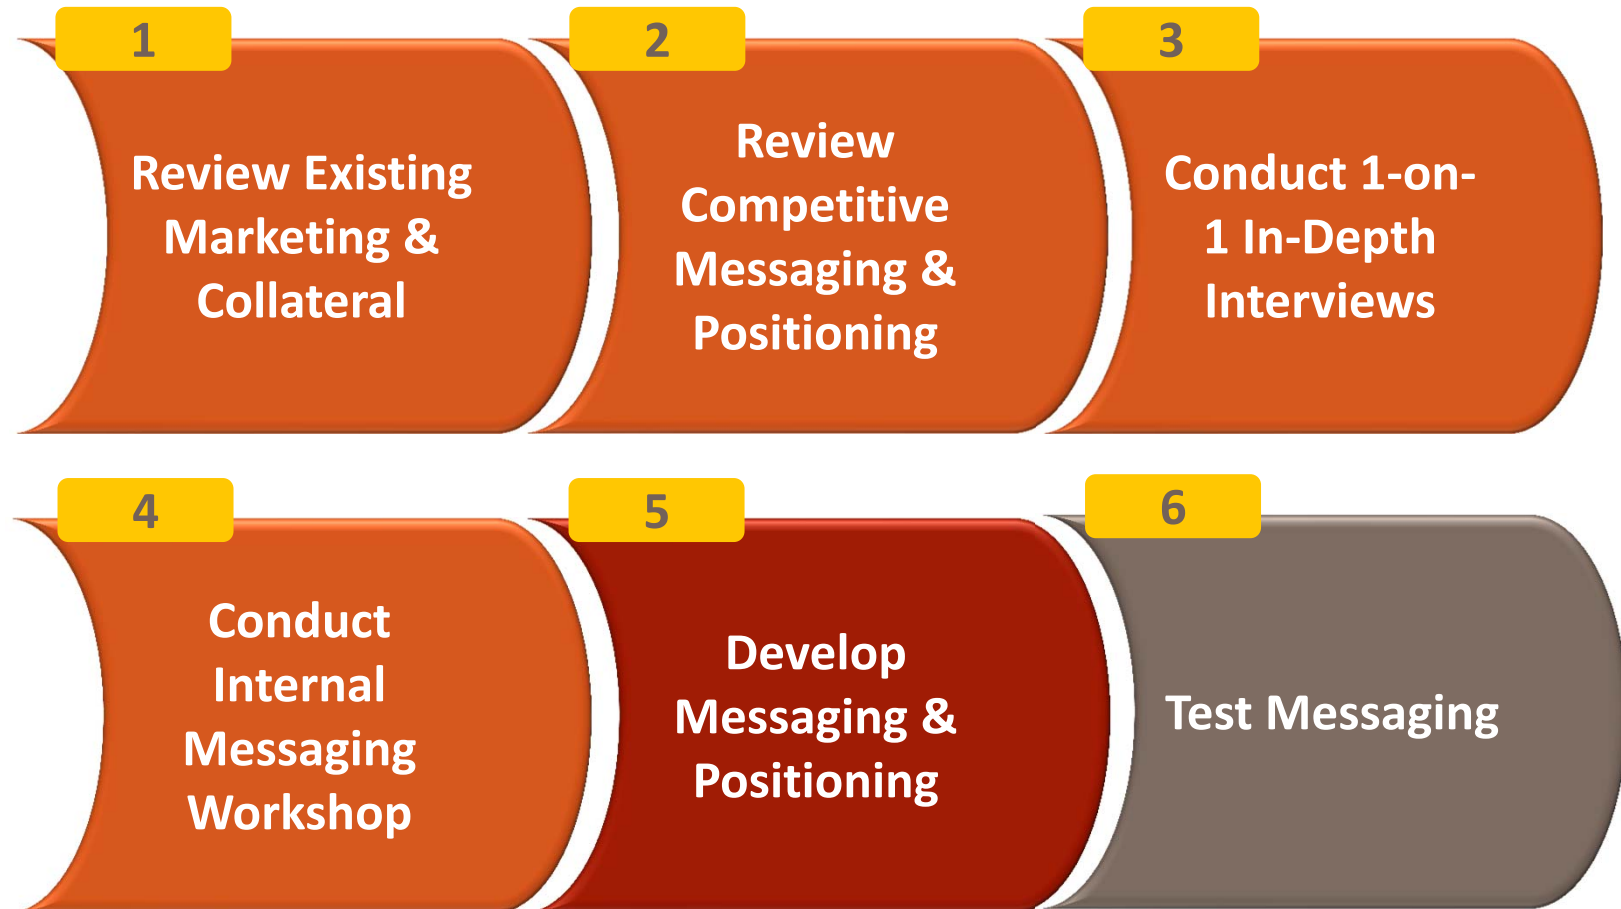 1
Review Existing
Marketing &
Collateral
2
Review
Competitive
Messaging &
Positioning
3
Conduct 1-on-
1 In-Depth
Interviews
4
Conduct
Internal
Messaging
Workshop
5
Develop
Messaging &
Positioning
6
Test Messaging